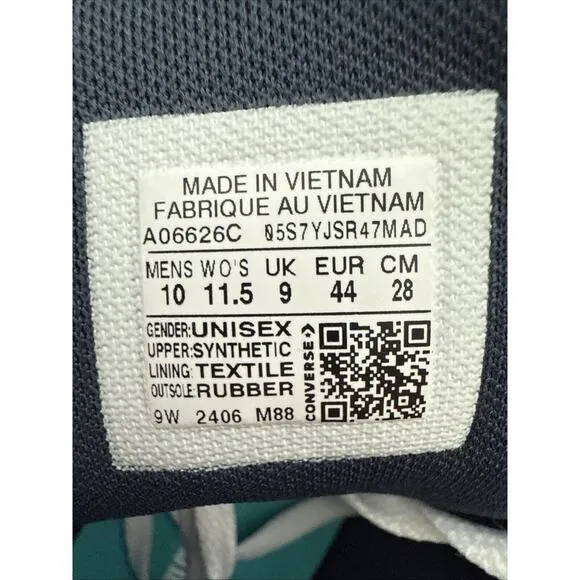 MADE IN VIETNAM
FABRIQUE AU VIETNAM
A06626C 05S7YJSR47MAD
MENS WO'S UK EUR CM
10 11.5 9 44 28
GENDER: UNISEX
UPPER: SYNTHETIC
LINING: TEXTILE
OUTSOLE: RUBBER
9W 2406 M88
CONVERSE